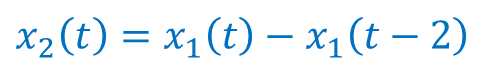 x₂(t) = x₁(t) − x₁(t − 2)